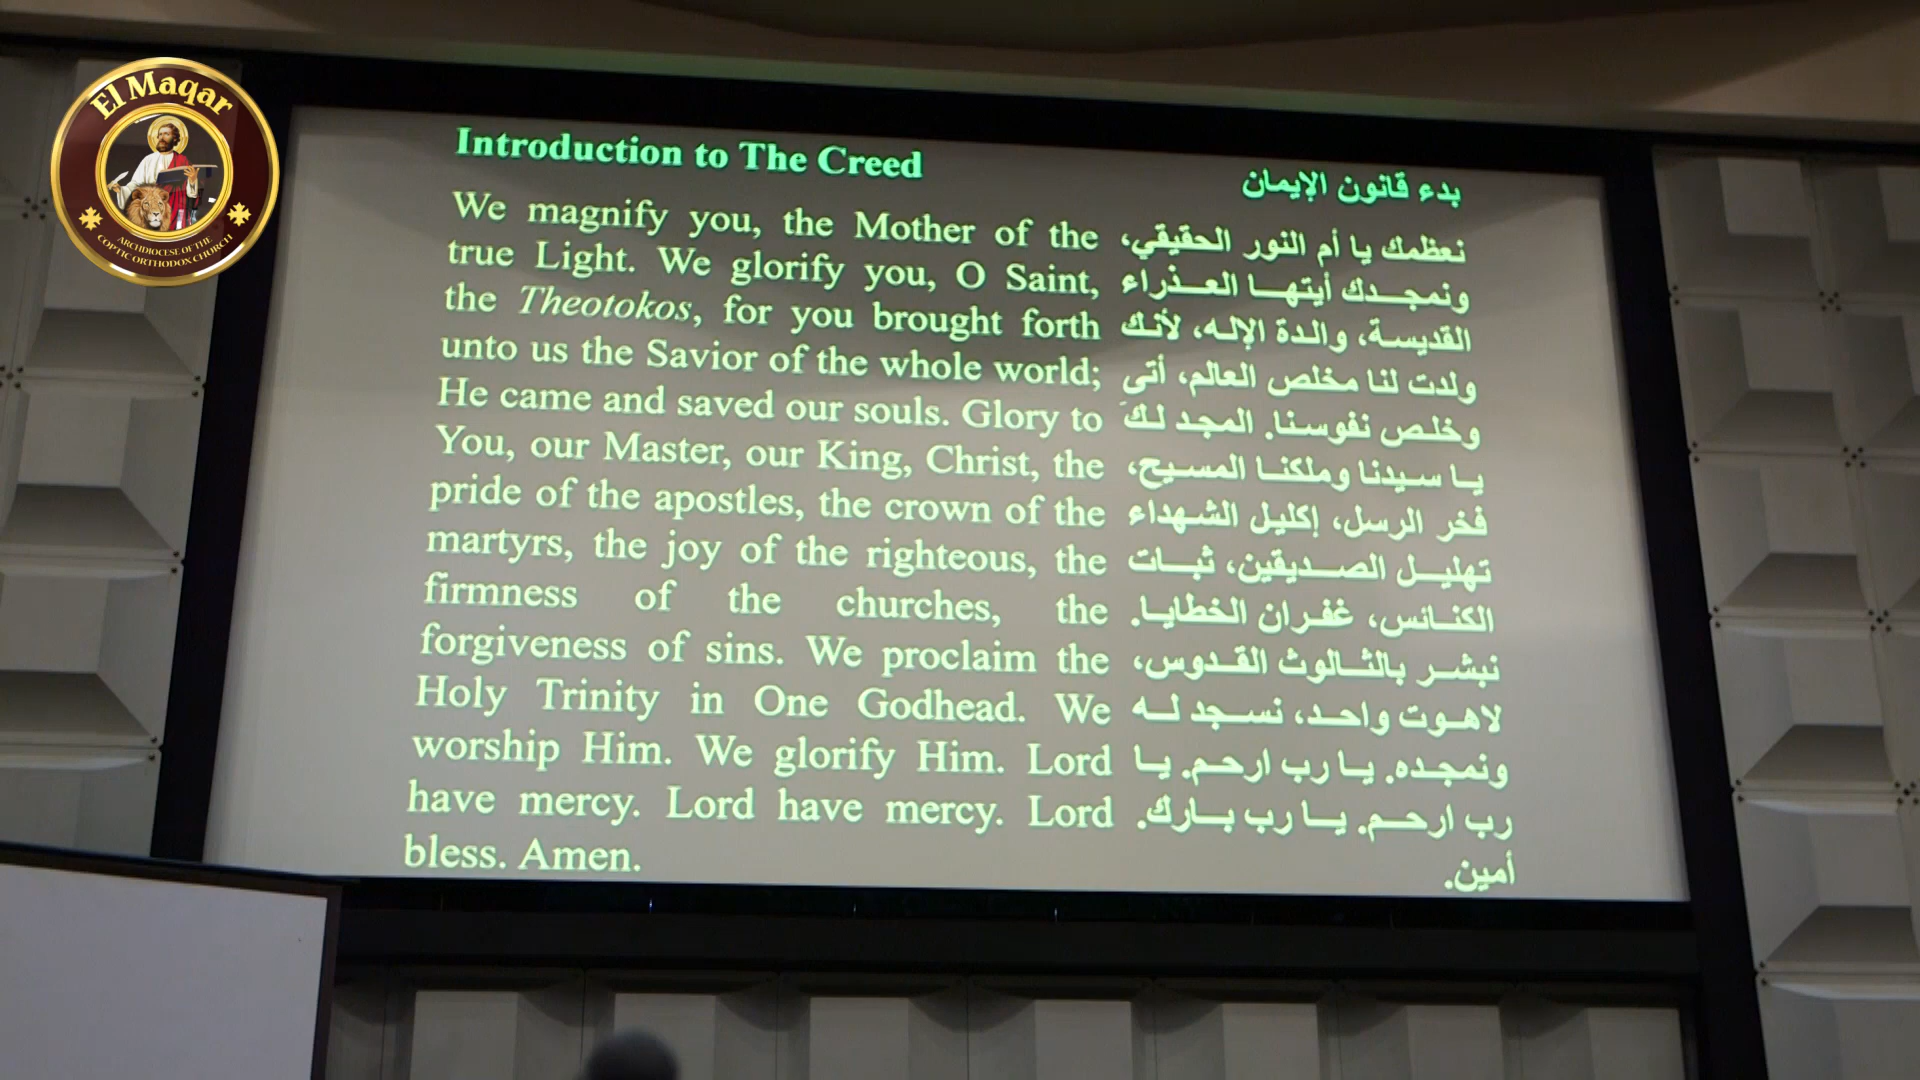 El Maqar
ARCHDIOCESE OF THE
COPTIC ORTHODOX CHURCH
Introduction to The Creed
We magnify you, the Mother of the
true Light. We glorify you, O Saint,
the Theotokos, for you brought forth
unto us the Savior of the whole world;
He came and saved our souls. Glory to
You, our Master, our King, Christ, the
pride of the apostles, the crown of the
martyrs, the joy of the righteous, the
firmness of the churches, the
forgiveness of sins. We proclaim the
Holy Trinity in One Godhead. We
worship Him. We glorify Him. Lord
have mercy. Lord have mercy. Lord
bless. Amen.
بدء قانون الإيمان
نعظمك يا أم النور الحقيقي،
ونمجدك أيتها العذراء
القديسة، والدة الإله، لأنك
ولدت لنا مخلص العالم، أتى
وخلص نفوسنا. المجد لكَ
يا سيدنا وملكنا المسيح،
فخر الرسل، إكليل الشهداء
تهليل الصديقين، ثبات
الكنائس، غفران الخطايا.
نبشر بالثالوث القدوس،
لاهوت واحد، نسجد له
ونمجده. يا رب ارحم. يا
رب ارحم. يا رب بارك.
أمين.